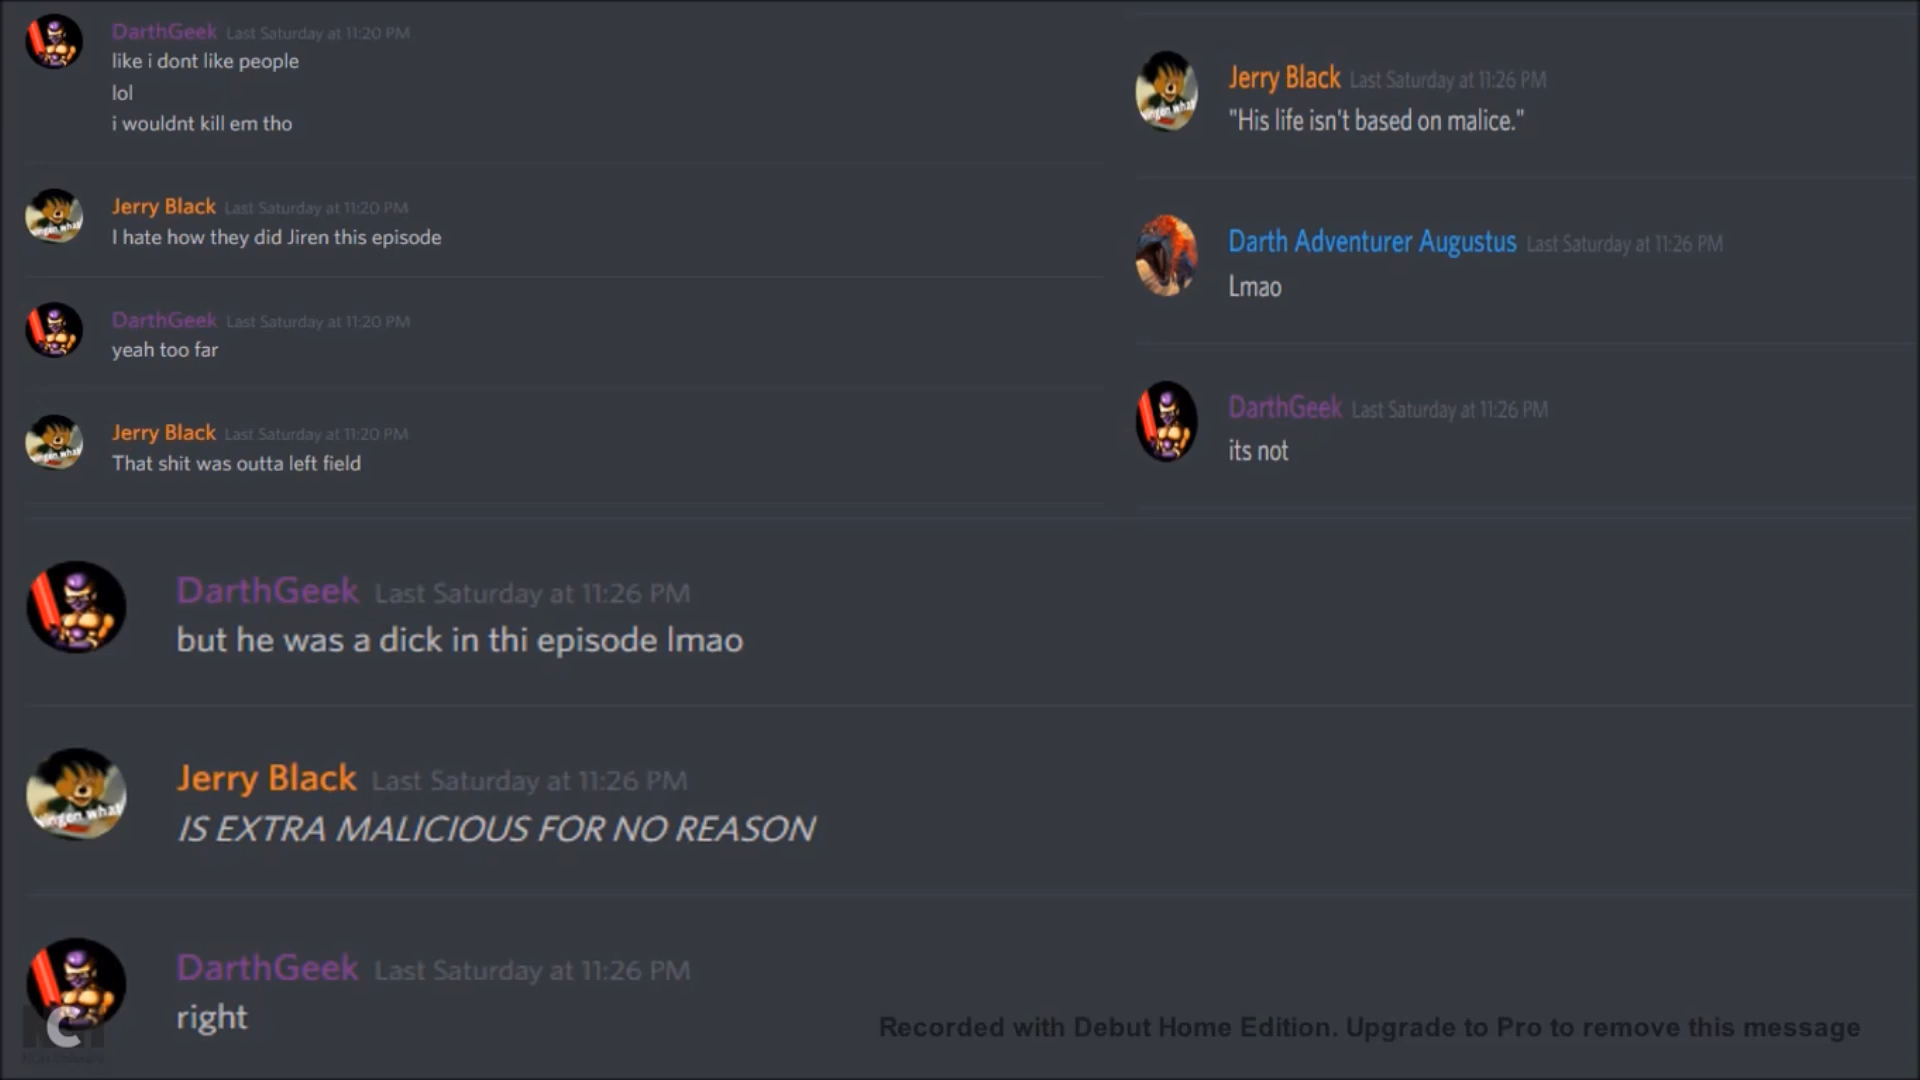 DarthGeek Last Saturday at 11:20 PM
like i dont like people
lol
i wouldnt kill em tho
Jerry Black Last Saturday at 11:20 PM
I hate how they did Jiren this episode
DarthGeek Last Saturday at 11:20 PM
yeah too far
Jerry Black Last Saturday at 11:20 PM
That shit was outta left field
Jerry Black Last Saturday at 11:26 PM
"His life isn't based on malice."
Darth Adventurer Augustus Last Saturday at 11:26 PM
Lmao
DarthGeek Last Saturday at 11:26 PM
its not
DarthGeek Last Saturday at 11:26 PM
but he was a dick in thi episode lmao
Jerry Black Last Saturday at 11:26 PM
IS EXTRA MALICIOUS FOR NO REASON
DarthGeek Last Saturday at 11:26 PM
right
Recorded with Debut Home Edition. Upgrade to Pro to remove this message